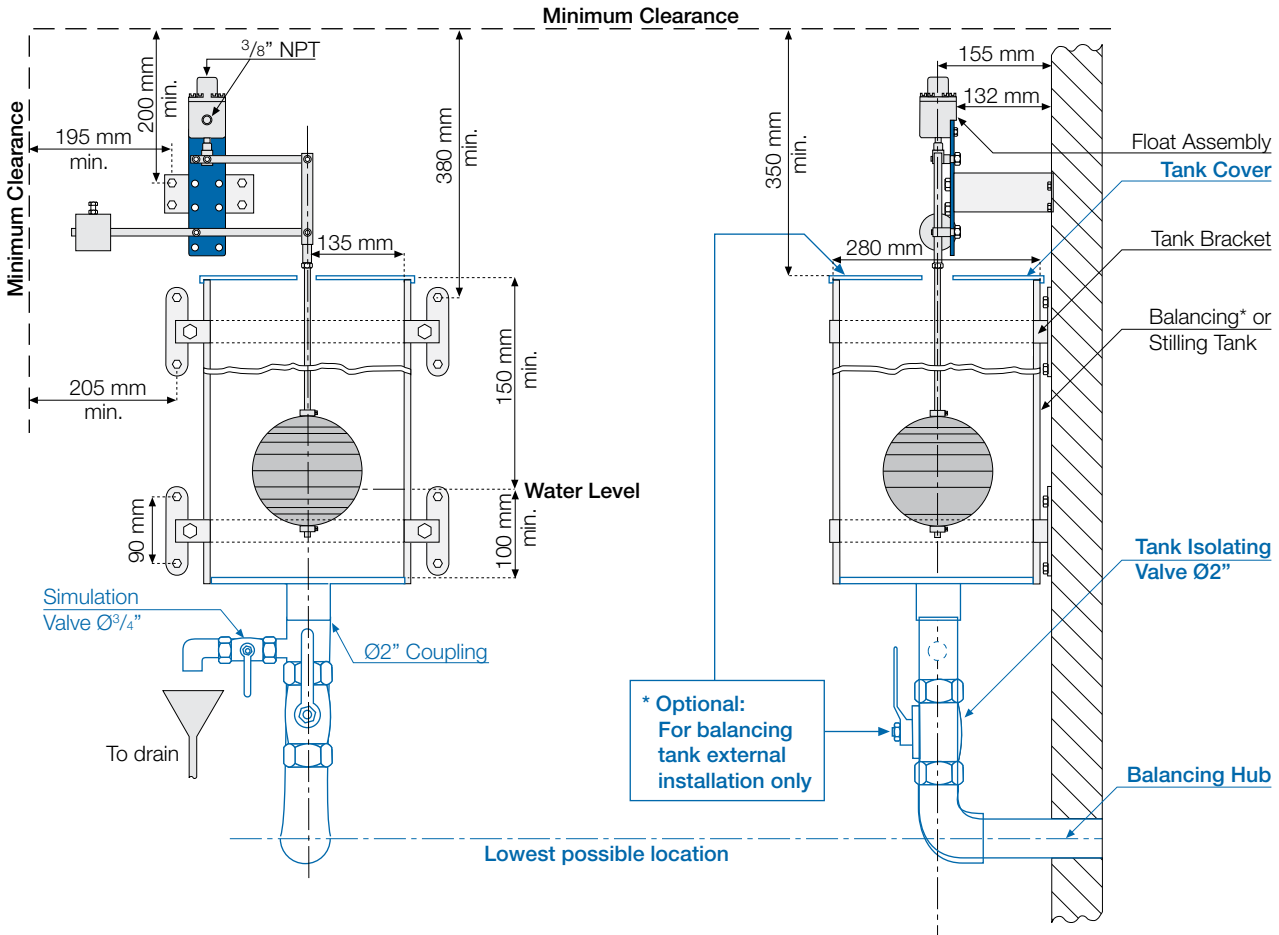 Minimum Clearance
3/8” NPT
200 mm
min.
195 mm
min.
Minimum Clearance
380 mm
min.
135 mm
205 mm
min.
150 mm
min.
Water Level
100 mm
min.
90 mm
Simulation
Valve Ø3/4”
Ø2” Coupling
To drain
155 mm
132 mm
350 mm
min.
Float Assembly
Tank Cover
280 mm
Tank Bracket
Balancing* or
Stilling Tank
Tank Isolating
Valve Ø2”
* Optional:
For balancing
tank external
installation only
Balancing Hub
Lowest possible location